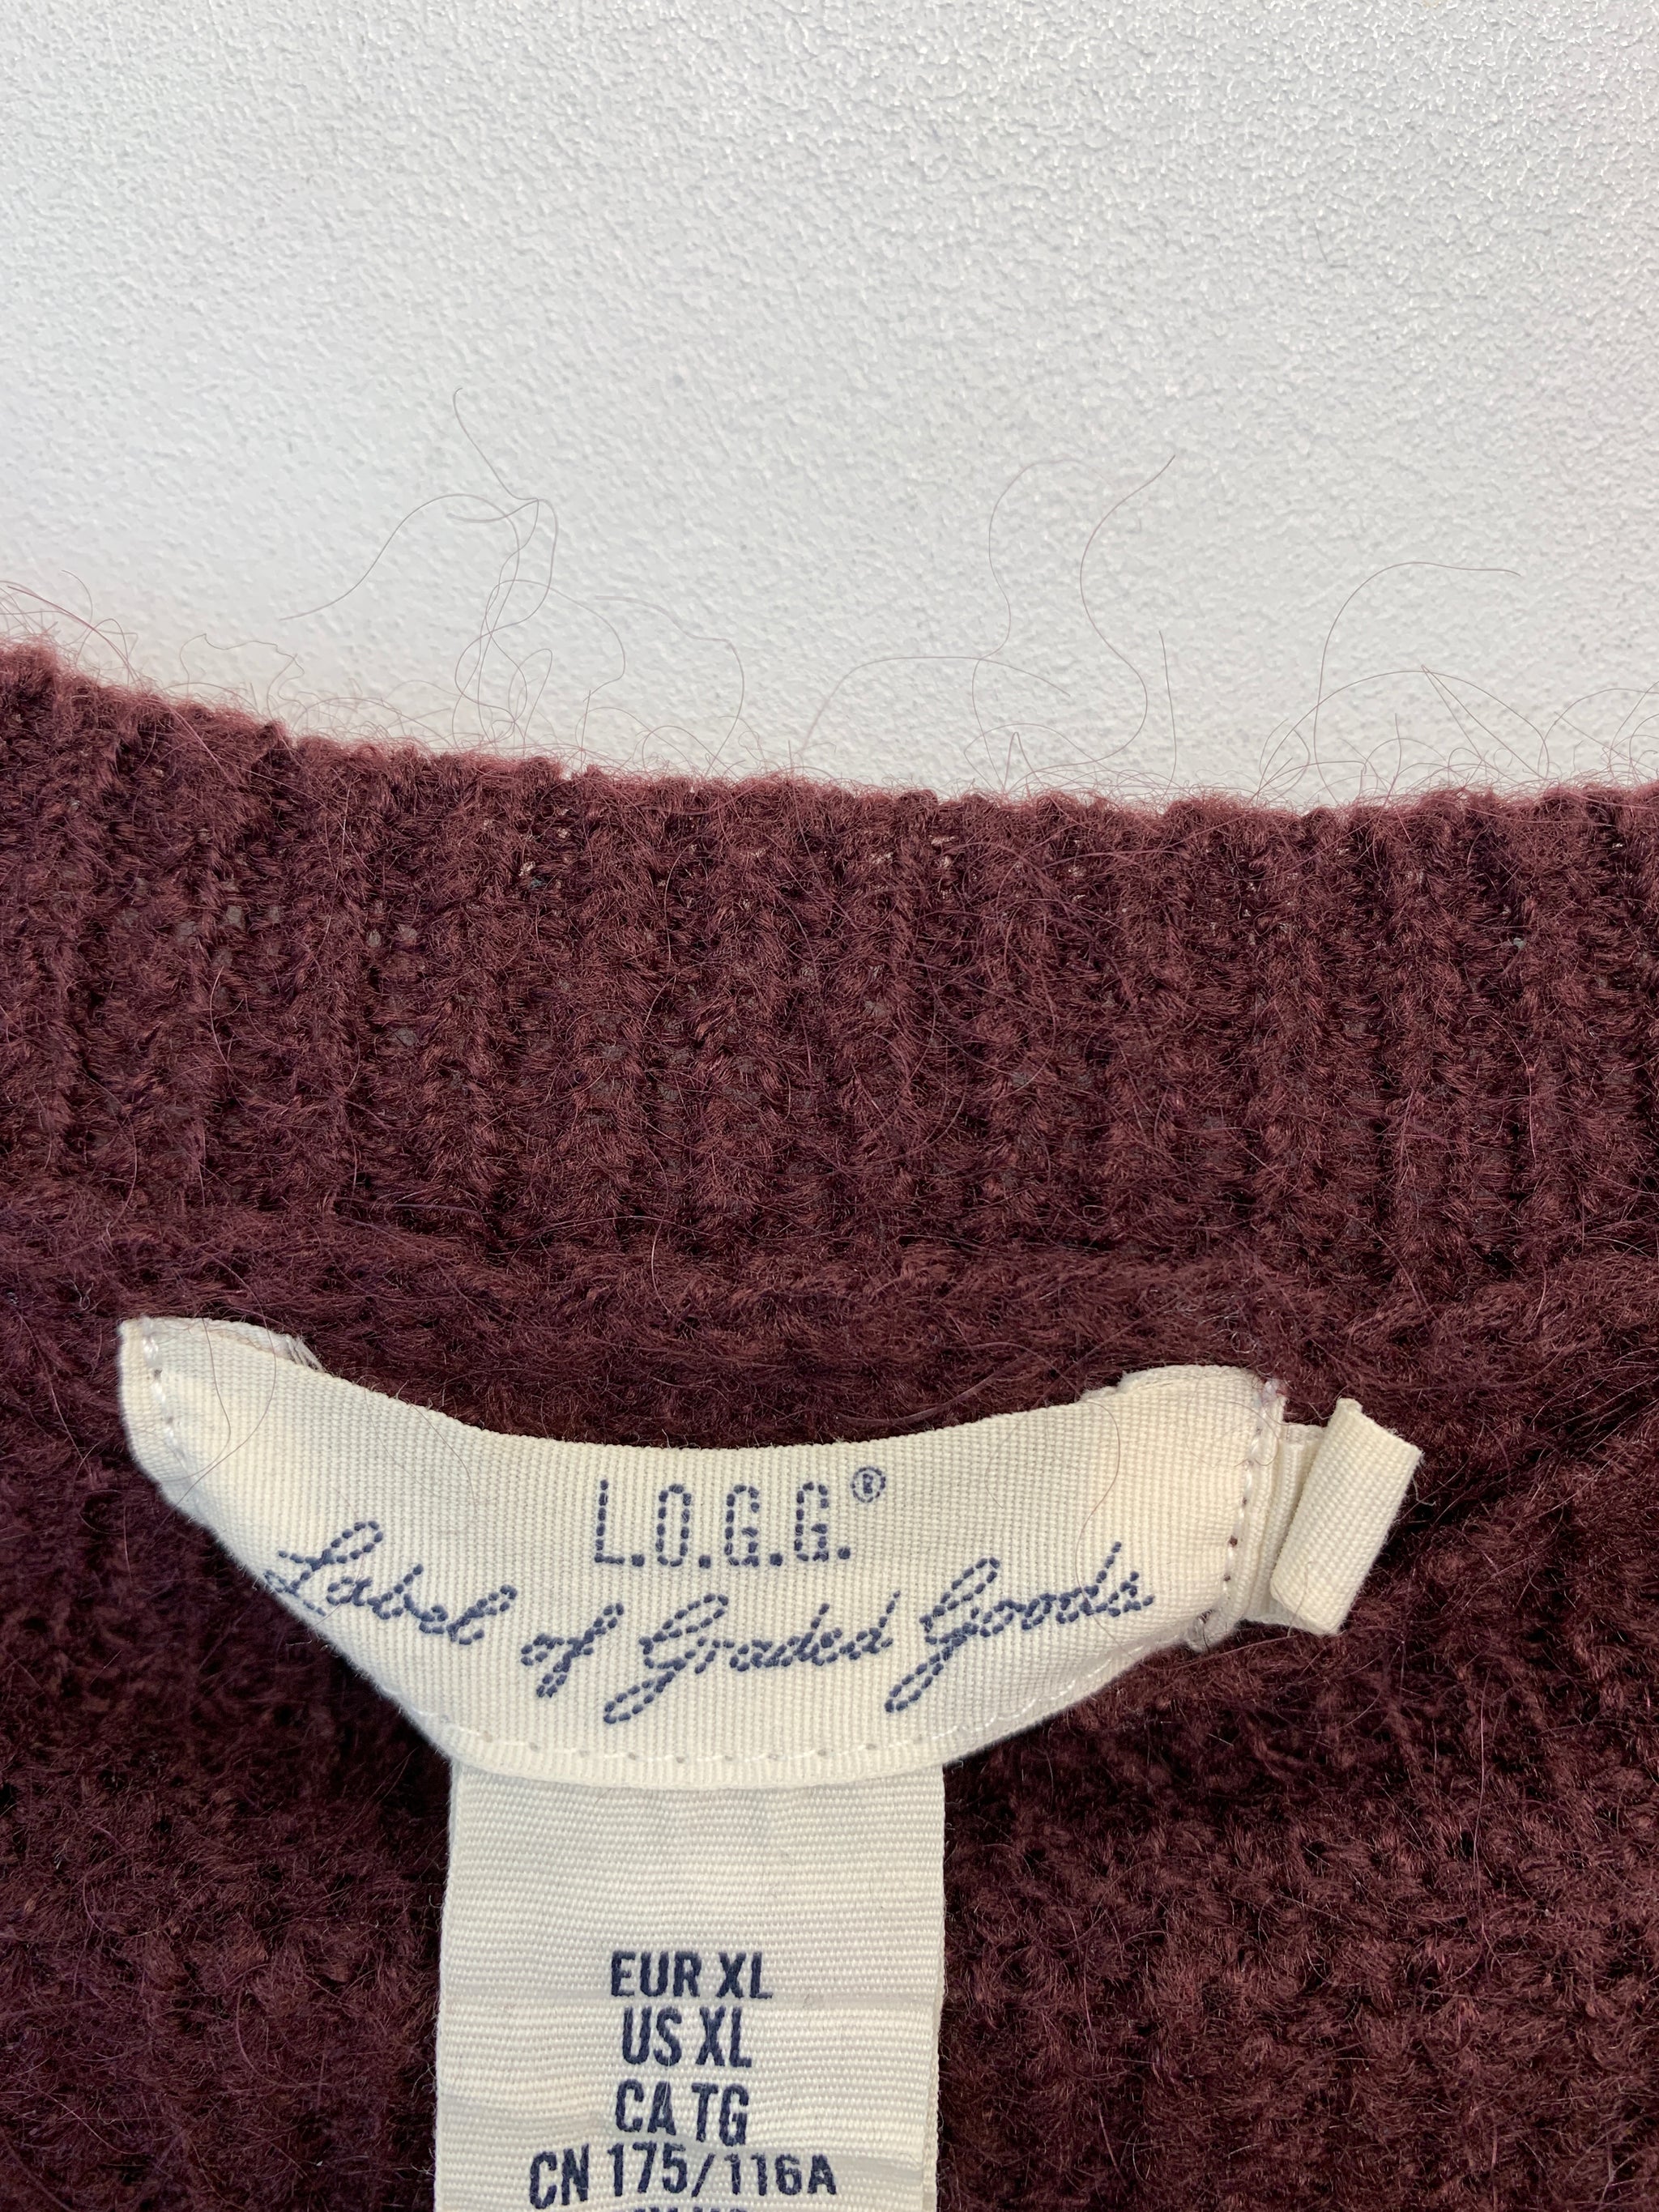 L.O.G.G.®
Label of Graded Goods
EUR XL
US XL
CA TG
CN 175/116A